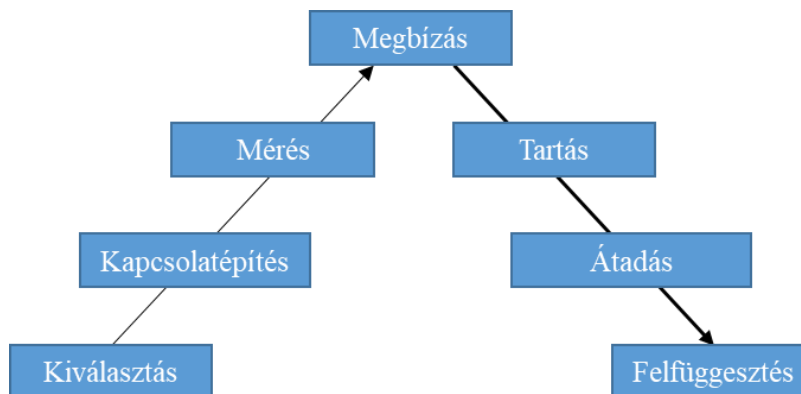 Megbízás
Mérés
Tartás
Kapcsolatépítés
Átadás
Kiválasztás
Felfüggesztés